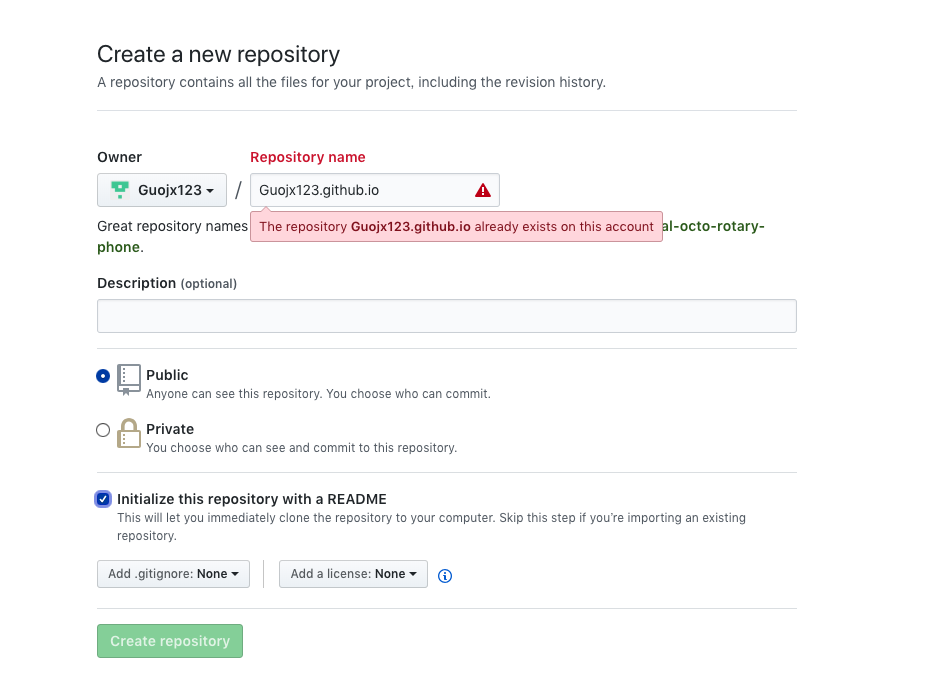 Create a new repository
A repository contains all the files for your project, including the revision history.
Owner
Repository name
Guojx123 / Guojx123.github.io
The repository Guojx123.github.io already exists on this account
Great repository names al-octo-rotary-
phone.
Description (optional)
Public
Anyone can see this repository. You choose who can commit.
Private
You choose who can see and commit to this repository.
Initialize this repository with a README
This will let you immediately clone the repository to your computer. Skip this step if you're importing an existing
repository.
Add .gitignore: None
Add a license: None
Create repository